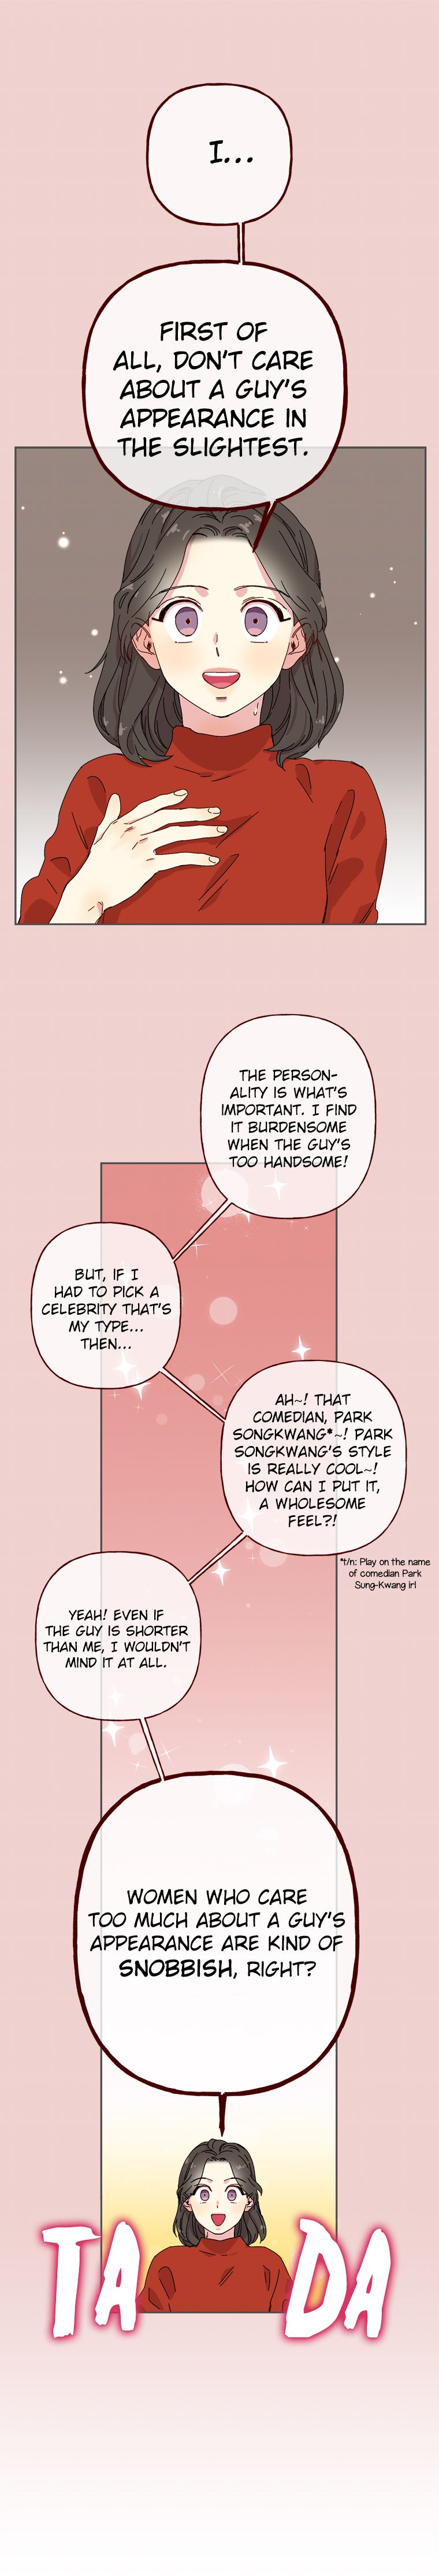 I...
FIRST OF
ALL, DON'T CARE
ABOUT A GUY'S
APPEARANCE IN
THE SLIGHTEST.
THE PERSON-
ALITY IS WHAT'S
IMPORTANT. I FIND
IT BURDENSOME
WHEN THE GUY'S
TOO HANDSOME!
BUT, IF I
HAD TO PICK A
CELEBRITY THAT'S
MY TYPE...
THEN...
AH~! THAT
COMEDIAN, PARK
SONGKWANG*~! PARK
SONGKWANG'S STYLE
IS REALLY COOL~!
HOW CAN I PUT IT,
A WHOLESOME
FEEL?!
*t/n: Play on the name
of comedian Park
Sung-Kwang irl
YEAH! EVEN IF
THE GUY IS SHORTER
THAN ME, I WOULDN'T
MIND IT AT ALL.
WOMEN WHO CARE
TOO MUCH ABOUT A GUY'S
APPEARANCE ARE KIND OF
SNOBBISH, RIGHT?
TA DA